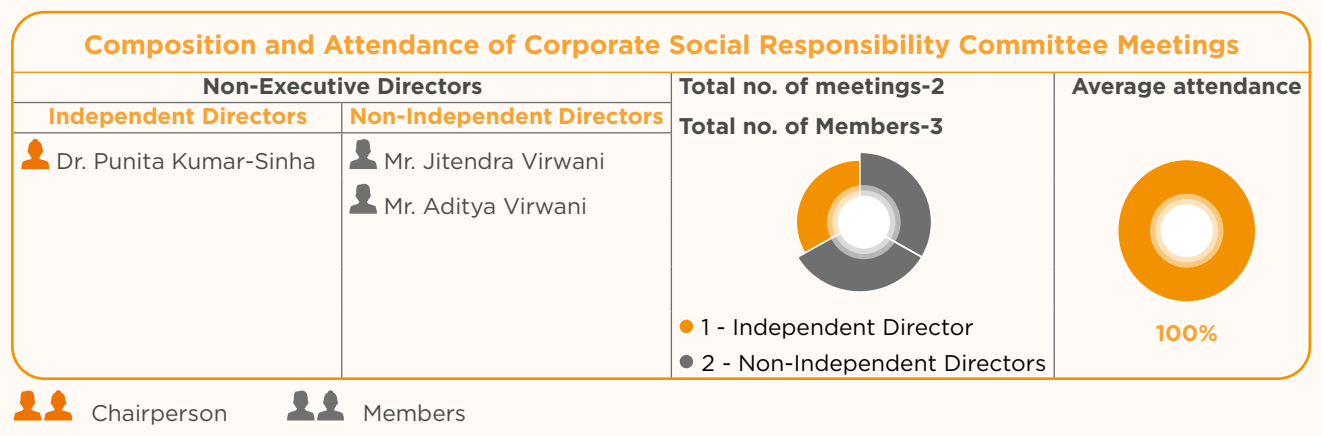 Composition and Attendance of Corporate Social Responsibility Committee Meetings
Non-Executive Directors
Independent Directors
Non-Independent Directors
Dr. Punita Kumar-Sinha
Mr. Jitendra Virwani
Mr. Aditya Virwani
Total no. of meetings-2
Total no. of Members-3
1 - Independent Director
2 - Non-Independent Directors
Average attendance
100%
Chairperson
Members